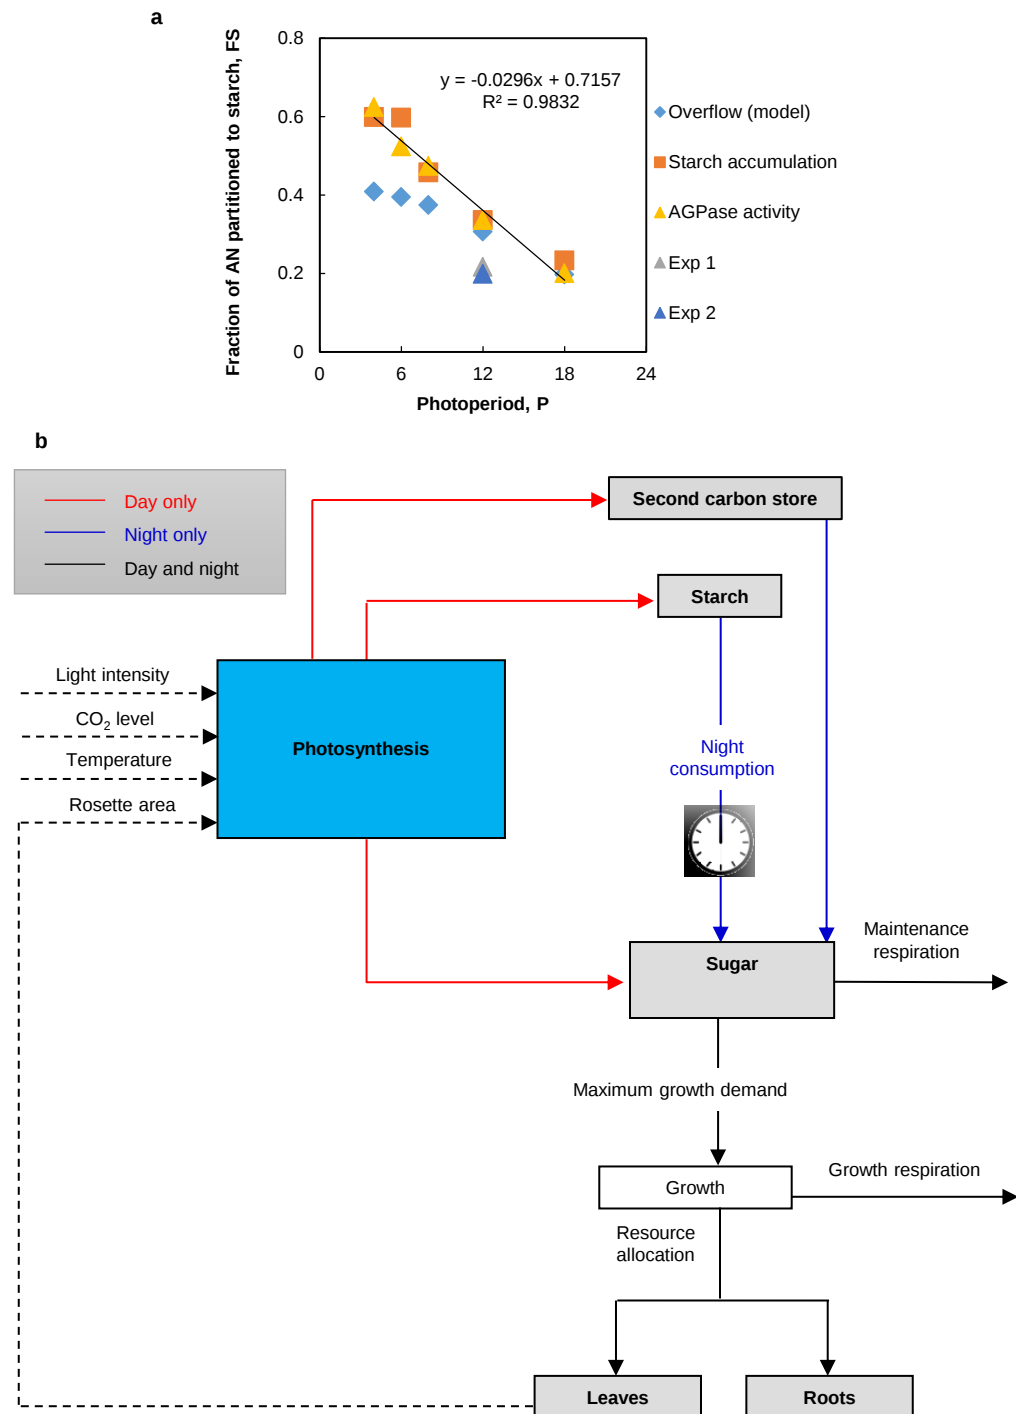 a
Fraction of AN partitioned to starch, FS
0.8
0.6
0.4
0.2
0
0 6 12 18 24
Photoperiod, P
y = -0.0296x + 0.7157
R² = 0.9832
Overflow (model)
Starch accumulation
AGPase activity
Exp 1
Exp 2
b
Day only
Night only
Day and night
Second carbon store
Starch
Light intensity
CO₂ level
Temperature
Rosette area
Photosynthesis
Night
consumption
Sugar
Maintenance
respiration
Maximum growth demand
Growth
Growth respiration
Resource
allocation
Leaves
Roots